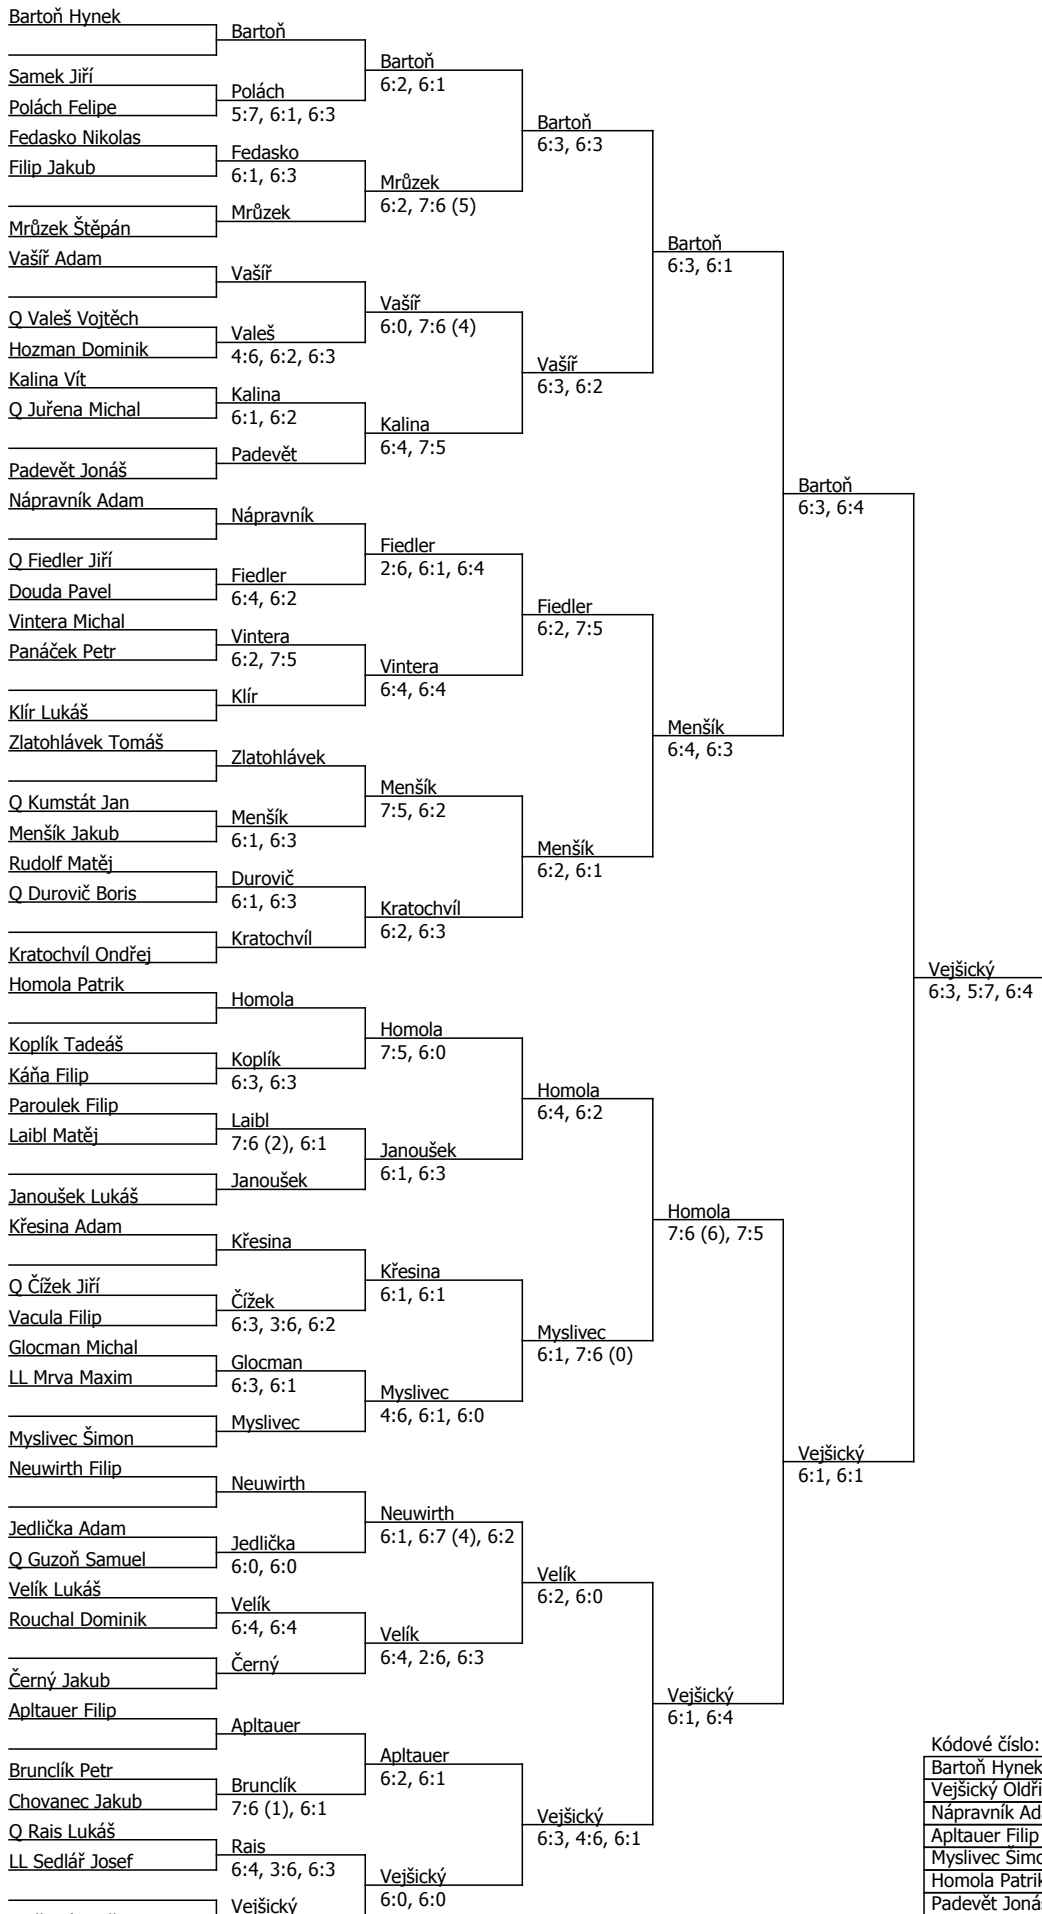 Bartoň Hynek
Samek Jiří
Polách Felipe
Fedasko Nikolas
Filip Jakub
Mrůzek Štěpán
Vašíř Adam
Q Valeš Vojtěch
Hozman Dominik
Kalina Vít
Q Juřena Michal
Padevět Jonáš
Nápravník Adam
Q Fiedler Jiří
Douda Pavel
Vintera Michal
Panáček Petr
Klír Lukáš
Zlatohlávek Tomáš
Q Kumstát Jan
Menšík Jakub
Rudolf Matěj
Q Durovič Boris
Kratochvíl Ondřej
Homola Patrik
Koplík Tadeáš
Káňa Filip
Paroulek Filip
Laibl Matěj
Janoušek Lukáš
Křesina Adam
Q Čížek Jiří
Vacula Filip
Glocman Michal
LL Mrva Maxim
Myslivec Šimon
Neuwirth Filip
Jedlička Adam
Q Guzoň Samuel
Velík Lukáš
Rouchal Dominik
Černý Jakub
Apltauer Filip
Brunclík Petr
Chovanec Jakub
Q Rais Lukáš
LL Sedlář Josef
Bartoň
Polách
5:7, 6:1, 6:3
Fedasko
6:1, 6:3
Mrůzek
Vašíř
Valeš
4:6, 6:2, 6:3
Kalina
6:1, 6:2
Padevět
Nápravník
Fiedler
6:4, 6:2
Vintera
6:2, 7:5
Klír
Zlatohlávek
Menšík
6:1, 6:3
Durovič
6:1, 6:3
Kratochvíl
Homola
Koplík
6:3, 6:3
Laibl
7:6 (2), 6:1
Janoušek
Křesina
Čížek
6:3, 3:6, 6:2
Glocman
6:3, 6:1
Myslivec
Neuwirth
Jedlička
6:0, 6:0
Velík
6:4, 6:4
Černý
Apltauer
Brunclík
7:6 (1), 6:1
Rais
6:4, 3:6, 6:3
Vejšický
Bartoň
6:2, 6:1
Mrůzek
6:2, 7:6 (5)
Vašíř
6:0, 7:6 (4)
Kalina
6:4, 7:5
Fiedler
2:6, 6:1, 6:4
Vintera
6:4, 6:4
Menšík
7:5, 6:2
Kratochvíl
6:2, 6:3
Homola
7:5, 6:0
Janoušek
6:1, 6:3
Křesina
6:1, 6:1
Myslivec
4:6, 6:1, 6:0
Neuwirth
6:1, 6:7 (4), 6:2
Velík
6:4, 2:6, 6:3
Apltauer
6:2, 6:1
Vejšický
6:0, 6:0
Bartoň
6:3, 6:3
Vašíř
6:3, 6:2
Fiedler
6:2, 7:5
Menšík
6:2, 6:1
Homola
6:4, 6:2
Myslivec
6:1, 7:6 (0)
Velík
6:2, 6:0
Vejšický
6:3, 4:6, 6:1
Bartoň
6:3, 6:1
Menšík
6:4, 6:3
Homola
7:6 (6), 7:5
Vejšický
6:1, 6:4
Bartoň
6:3, 6:4
Vejšický
6:1, 6:1
Vejšický
6:3, 5:7, 6:4
Kódové číslo:
Bartoň Hynek
Vejšický Oldři
Nápravník Ad
Apltauer Filip
Myslivec Šimo
Homola Patrik
Padevět Jonáš